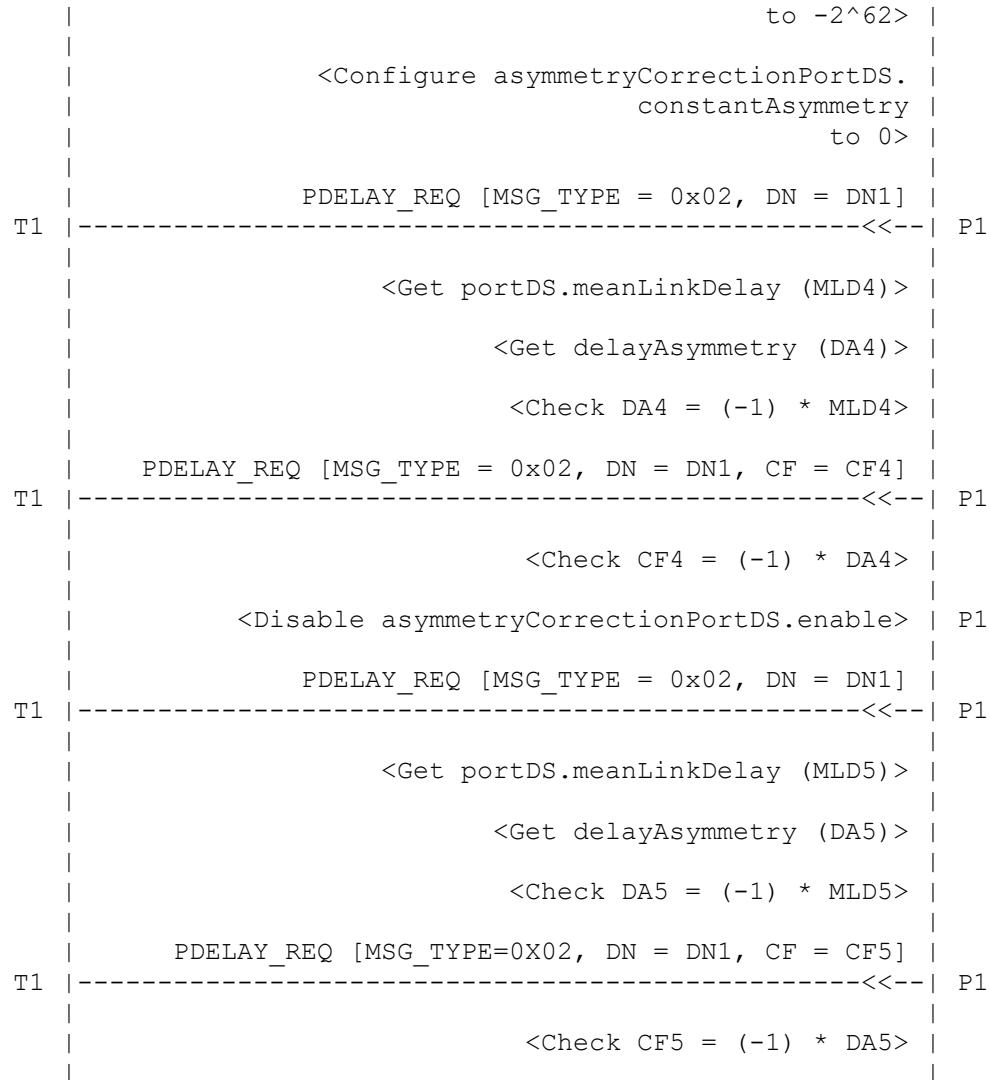 to -2^62> |
<Configure asymmetryCorrectionPortDS. |
constantAsymmetry |
to 0> |
PDELAY_REQ [MSG_TYPE = 0x02, DN = DN1] |
T1 |-------------------------------------------------<<--| P1
<Get portDS.meanLinkDelay (MLD4)> |
<Get delayAsymmetry (DA4)> |
<Check DA4 = (-1) * MLD4> |
PDELAY_REQ [MSG_TYPE = 0x02, DN = DN1, CF = CF4] |
T1 |-------------------------------------------------<<--| P1
<Check CF4 = (-1) * DA4> |
<Disable asymmetryCorrectionPortDS.enable> | P1
PDELAY_REQ [MSG_TYPE = 0x02, DN = DN1] |
T1 |-------------------------------------------------<<--| P1
<Get portDS.meanLinkDelay (MLD5)> |
<Get delayAsymmetry (DA5)> |
<Check DA5 = (-1) * MLD5> |
PDELAY_REQ [MSG_TYPE=0X02, DN = DN1, CF = CF5] |
T1 |-------------------------------------------------<<--| P1
<Check CF5 = (-1) * DA5> |